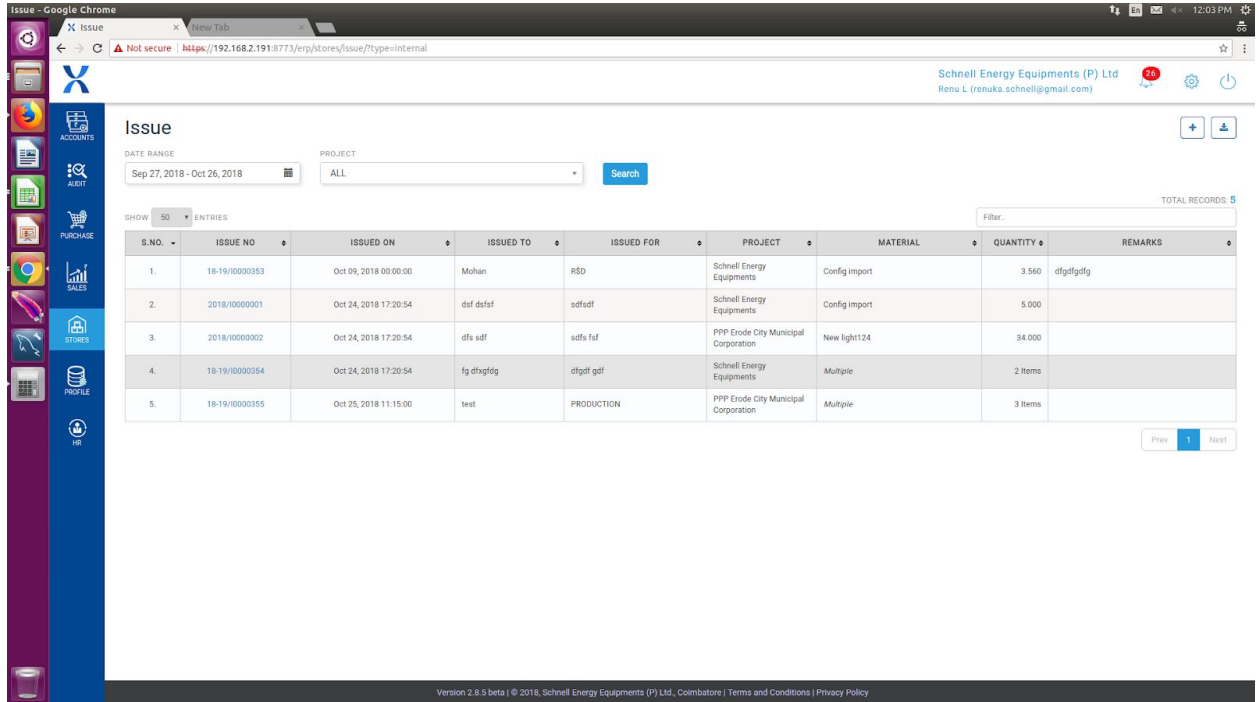 Issue - Google Chrome
En 12:03 PM
Issue × New Tab ×
Not secure | https://192.168.2.191:8773/erp/stores/issue/?type=internal
Schnell Energy Equipments (P) Ltd
Renu L (renuka.schnell@gmail.com)
26
ACCOUNTS
AUDIT
PURCHASE
SALES
STORES
PROFILE
HR
Issue
DATE RANGE PROJECT
Sep 27, 2018 - Oct 26, 2018 ALL Search
TOTAL RECORDS: 5
SHOW 50 ENTRIES Filter..
S.NO. ISSUE NO ISSUED ON ISSUED TO ISSUED FOR PROJECT MATERIAL QUANTITY REMARKS
1. 18-19/I0000353 Oct 09, 2018 00:00:00 Mohan R$D Schnell Energy Equipments Config import 3.560 dfgdfgdfg
2. 2018/I0000001 Oct 24, 2018 17:20:54 dsf dsfsf sdfsdf Schnell Energy Equipments Config import 5.000
3. 2018/I0000002 Oct 24, 2018 17:20:54 dfs sdf sdfs fsf PPP Erode City Municipal Corporation New light124 34.000
4. 18-19/I0000354 Oct 24, 2018 17:20:54 fg dfxgfdg dfgdf gdf Schnell Energy Equipments Multiple 2 Items
5. 18-19/I0000355 Oct 25, 2018 11:15:00 test PRODUCTION PPP Erode City Municipal Corporation Multiple 3 Items
Prev 1 Next
Version 2.8.5 beta | © 2018, Schnell Energy Equipments (P) Ltd., Coimbatore | Terms and Conditions | Privacy Policy